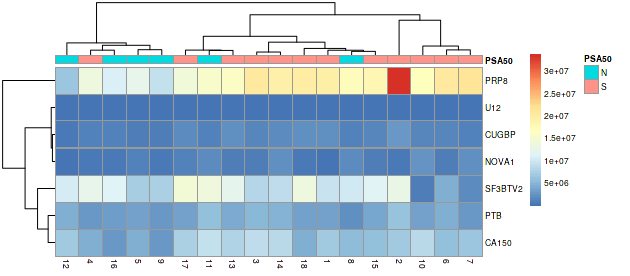 PSA50
PRP8
U12
CUGBP
NOVA1
SF3BTV2
PTB
CA150
12 4 16 5 9 17 11 13 3 14 18 1 8 15 2 10 6 7
PSA50
N
S
3e+07
2.5e+07
2e+07
1.5e+07
1e+07
5e+06